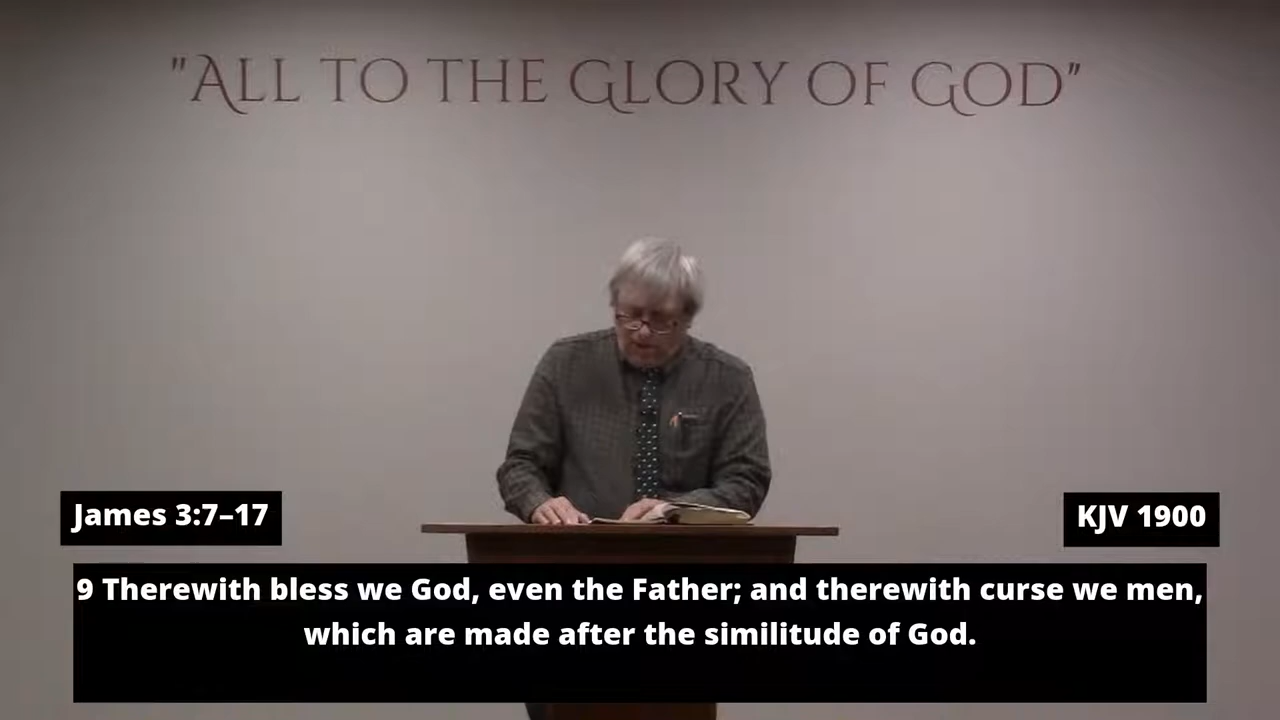 "ALL TO THE GLORY OF GOD"
James 3:7–17
KJV 1900
9 Therewith bless we God, even the Father; and therewith curse we men,
which are made after the similitude of God.